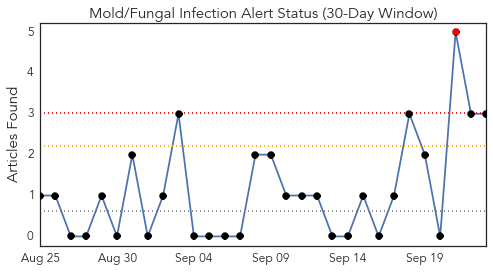 Mold/Fungal Infection Alert Status (30-Day Window)
Articles Found
5
4
3
2
1
0
Aug 25 Aug 30 Sep 04 Sep 09 Sep 14 Sep 19